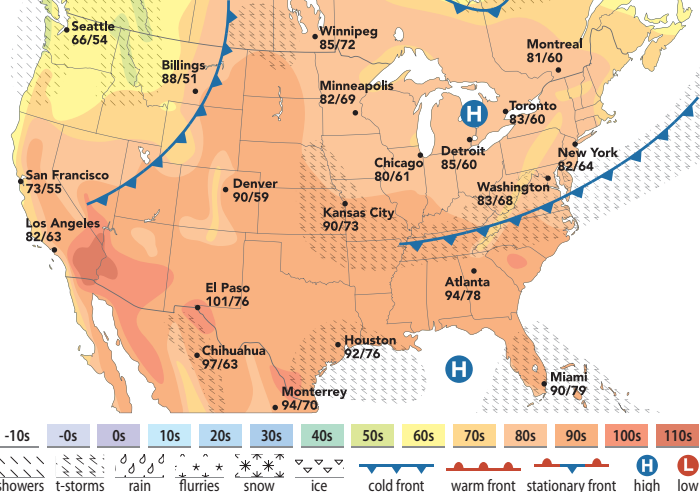 Seattle
66/54
Winnipeg
85/72
Montreal
81/60
Billings
88/51
Minneapolis
82/69
H
Toronto
83/60
Detroit
85/60
Chicago
80/61
New York
82/64
San Francisco
73/55
Denver
90/59
Washington
83/68
Kansas City
90/73
Los Angeles
82/63
El Paso
101/76
Atlanta
94/78
Houston
92/76
Chihuahua
97/63
H
Miami
90/79
Monterrey
94/70
-10s -0s 0s 10s 20s 30s 40s 50s 60s 70s 80s 90s 100s 110s
H L
showers t-storms rain flurries snow ice cold front warm front stationary front high low